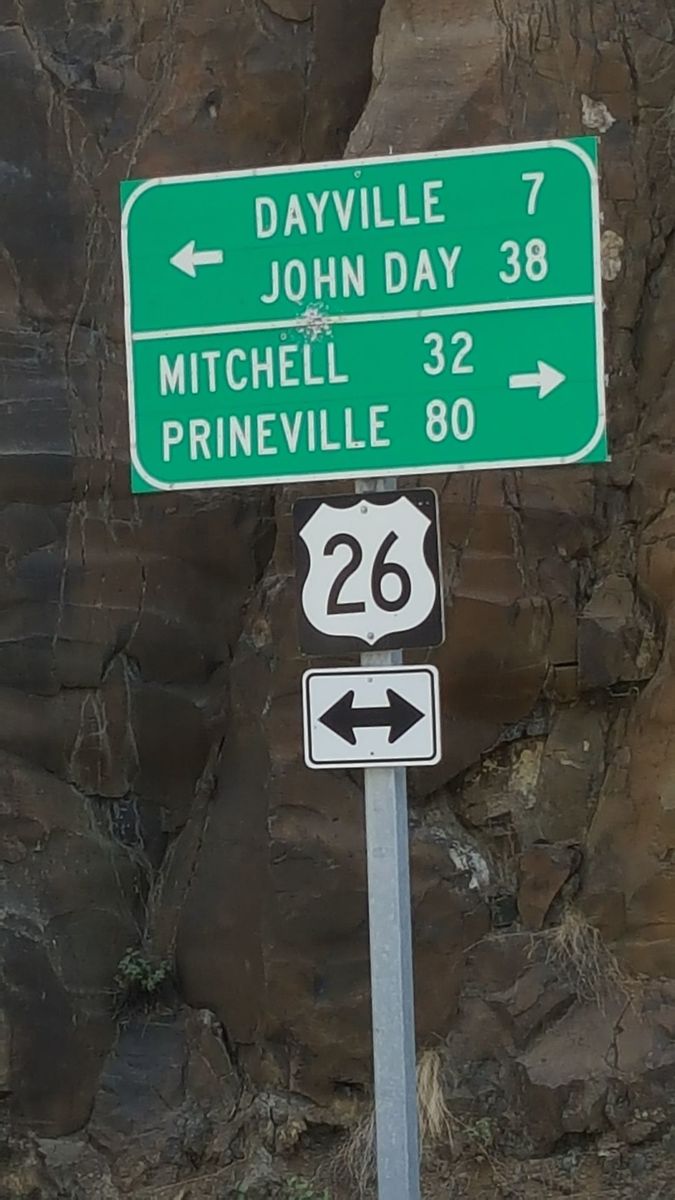 DAYVILLE 7
JOHN DAY 38
MITCHELL 32
PRINEVILLE 80
26